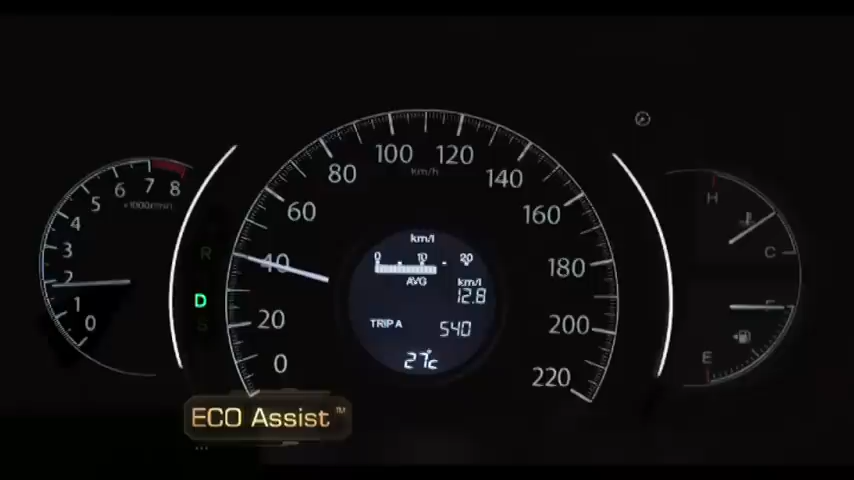 0
1
2
3
4
5
6
7
8
×1000r/min
R
D
S
0
20
40
60
80
100
120
140
160
180
200
220
km/h
km/l
0 10 20
AVG km/l
12.8
TRIP A 540
27°C
H
C
F
E
ECO Assist™